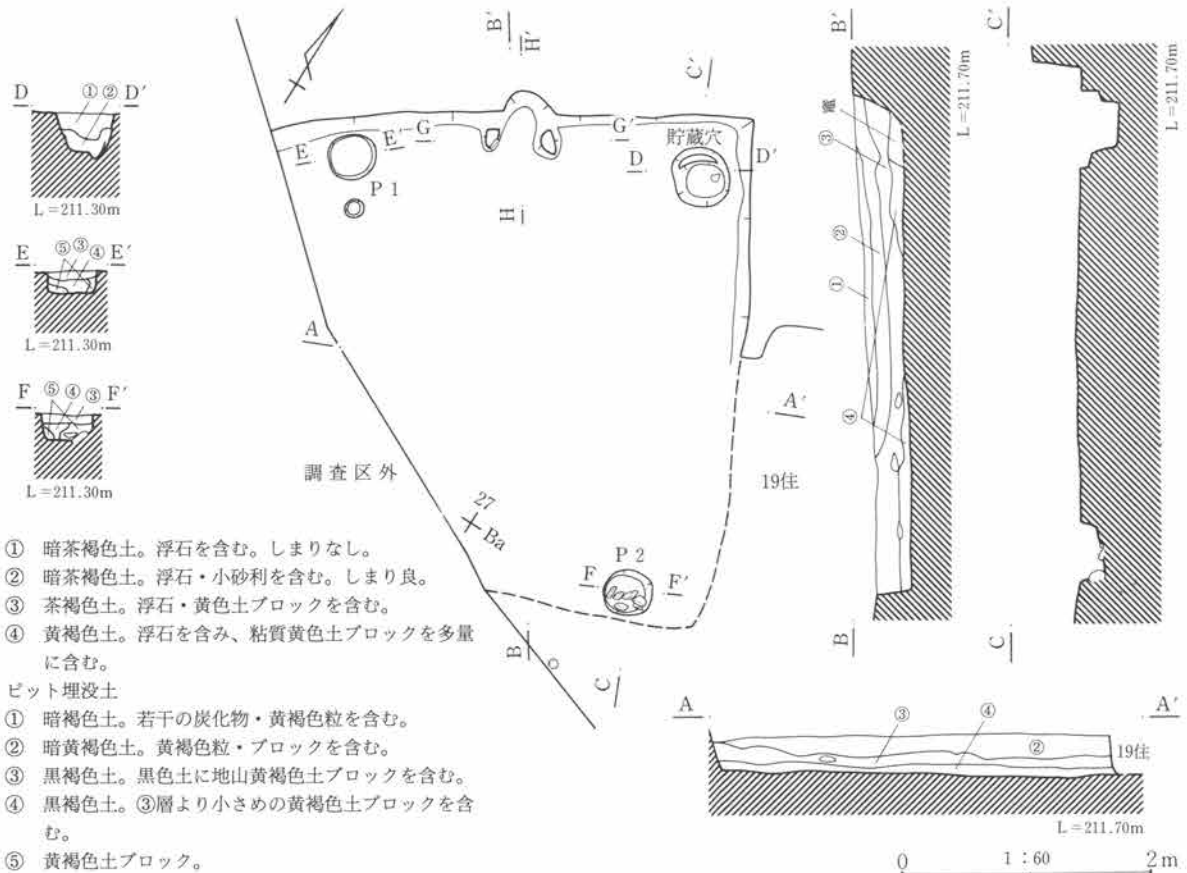 B′
H′
C′
B′
C′
D ① ② D′
L=211.30m
E ⑤ ③ ④ E′
L=211.30m
F ⑤ ④ ③ F′
L=211.30m
E E′ G G′ D D′
貯蔵穴
P 1
H
A
A′
調査区外
19住
27
Ba
P 2
F F′
B
C
竈
③
②
①
④
L=211.70m
L=211.70m
B
C
① 暗茶褐色土。浮石を含む。しまりなし。
② 暗茶褐色土。浮石・小砂利を含む。しまり良。
③ 茶褐色土。浮石・黄色土ブロックを含む。
④ 黄褐色土。浮石を含み、粘質黄色土ブロックを多量
に含む。
ピット埋没土
① 暗褐色土。若干の炭化物・黄褐色粒を含む。
② 暗黄褐色土。黄褐色粒・ブロックを含む。
③ 黒褐色土。黒色土に地山黄褐色土ブロックを含む。
④ 黒褐色土。③層より小さめの黄褐色土ブロックを含
む。
⑤ 黄褐色土ブロック。
A ③ ④ A′
② 19住
L=211.70m
0 1:60 2m